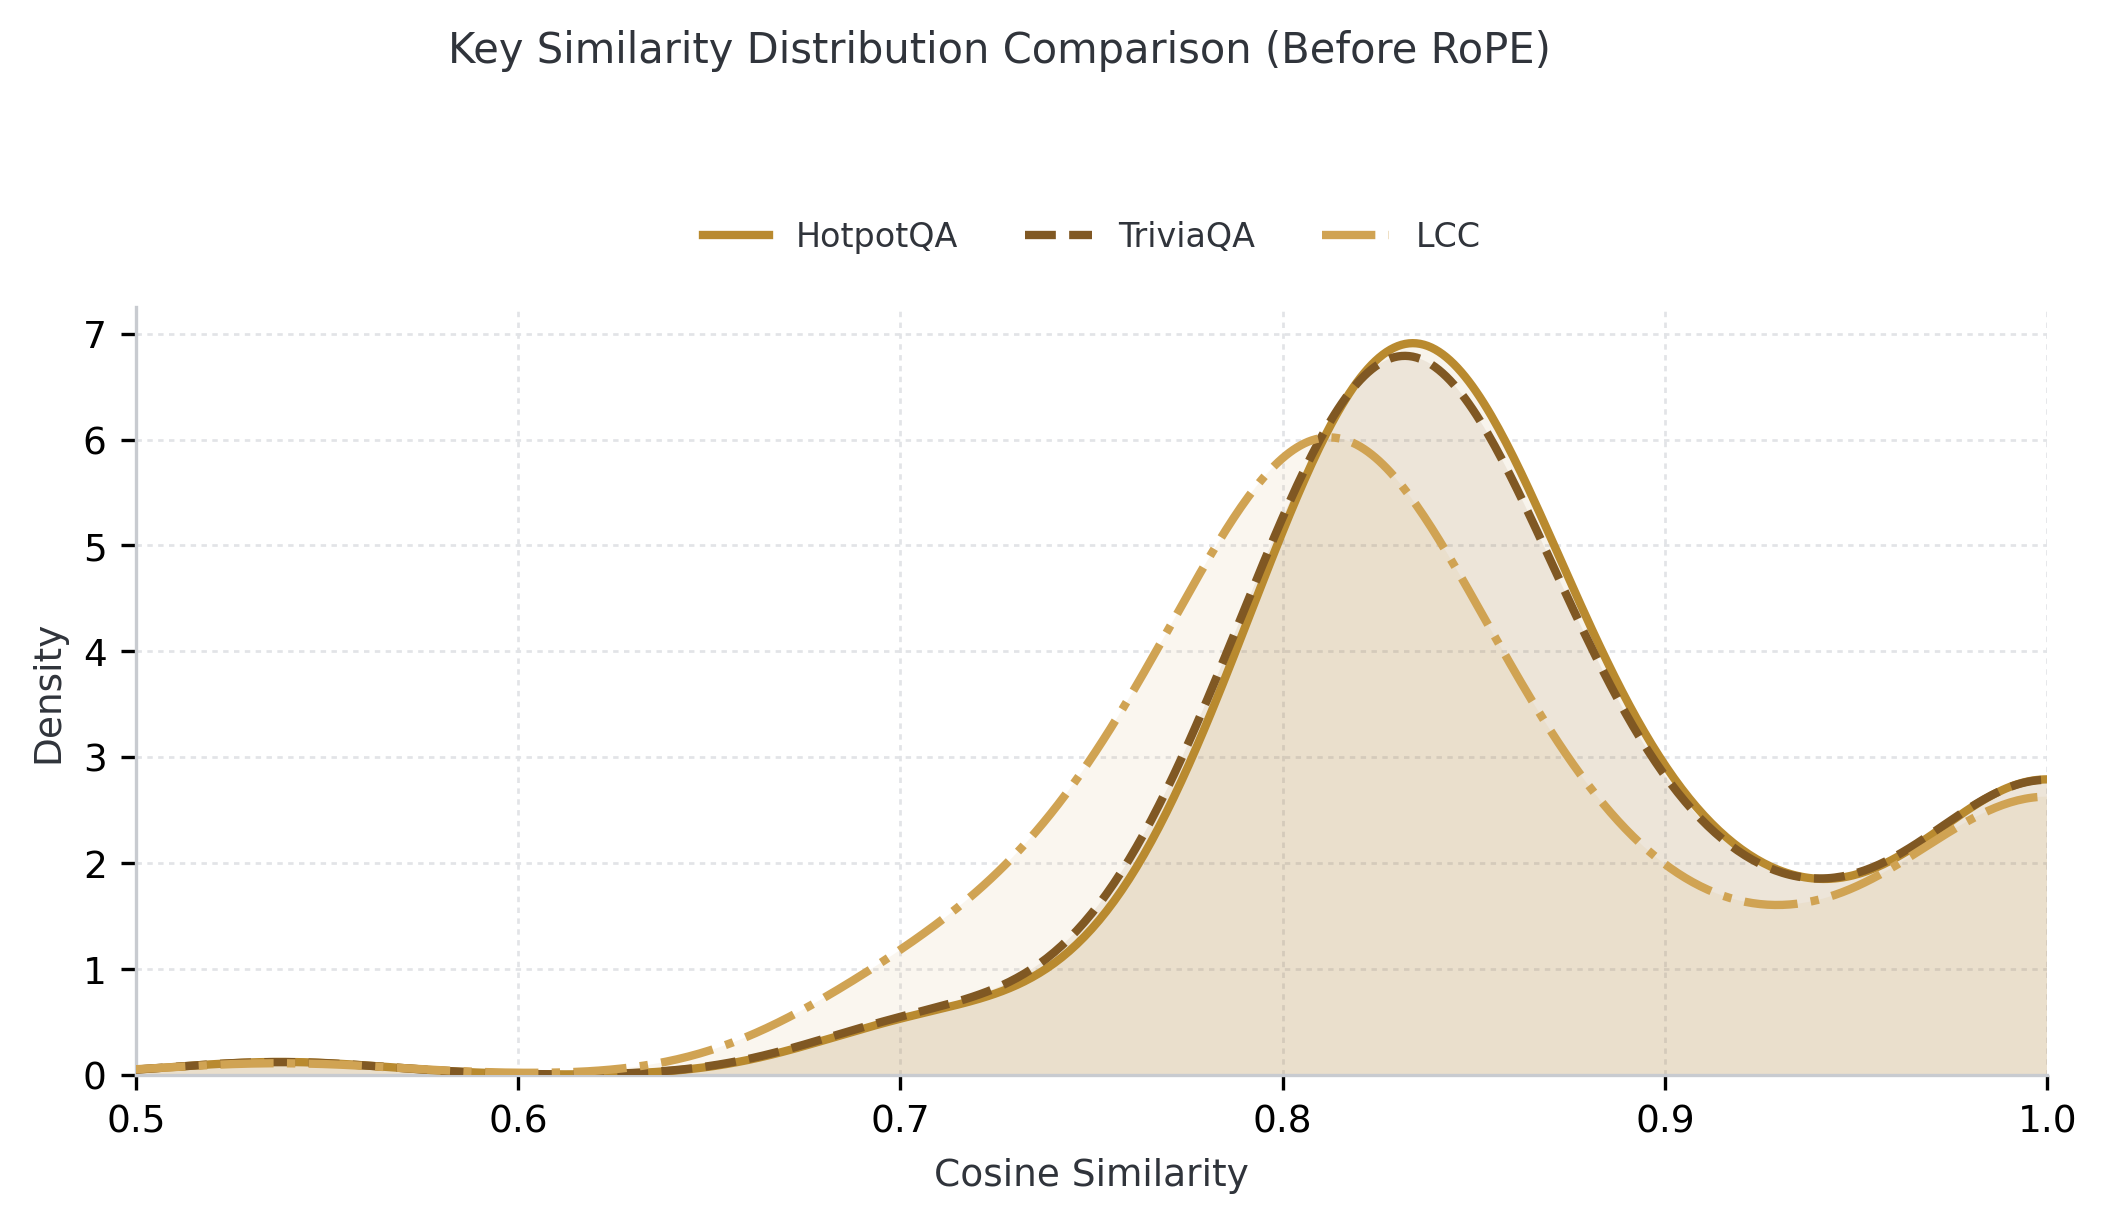 Key Similarity Distribution Comparison (Before RoPE)
HotpotQA TriviaQA LCC
7
6
5
4
3
2
1
0
Density
0.5 0.6 0.7 0.8 0.9 1.0
Cosine Similarity